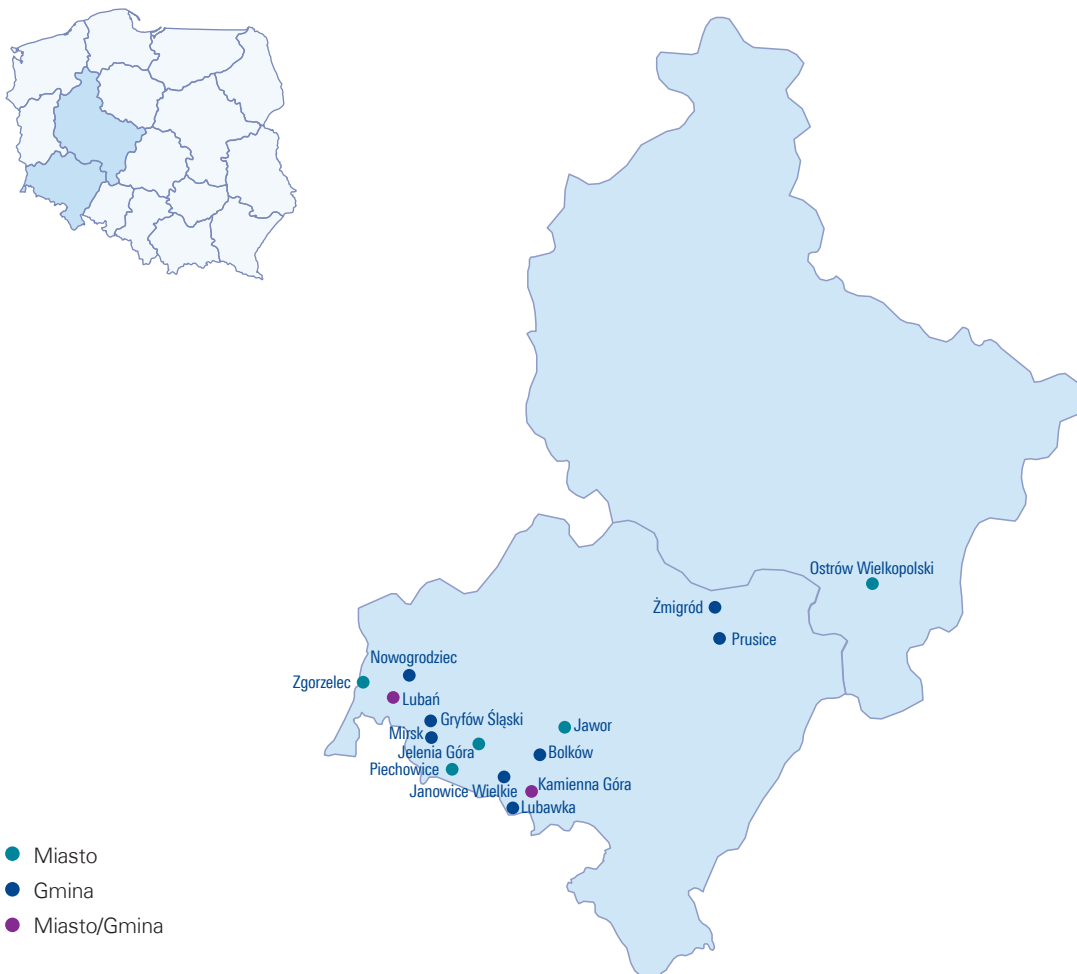 Ostrów Wielkopolski
Żmigród
Prusice
Nowogrodziec
Zgorzelec
Lubań
Gryfów Śląski
Jawor
Mirsk
Jelenia Góra
Bolków
Piechowice
Janowice Wielkie
Kamienna Góra
Lubawka
Miasto
Gmina
Miasto/Gmina